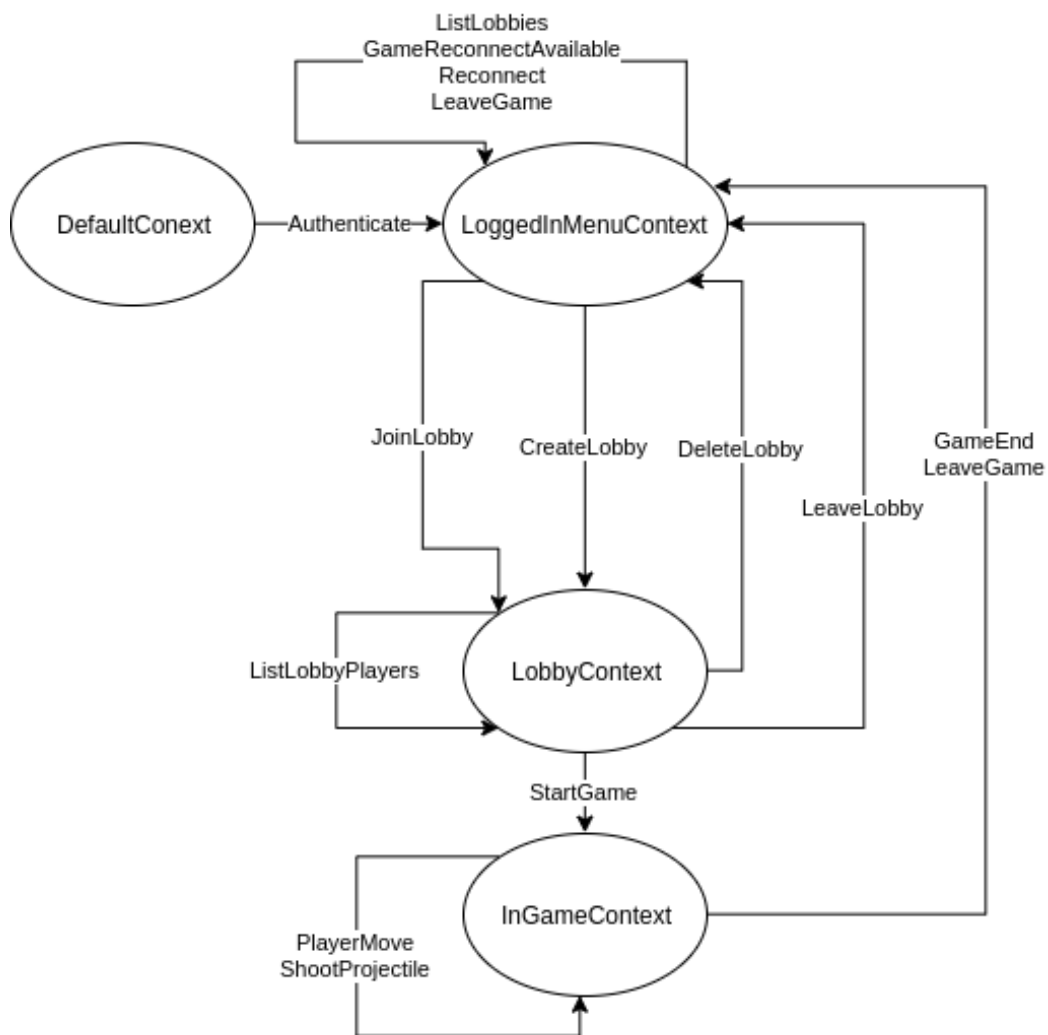 ListLobbies
GameReconnectAvailable
Reconnect
LeaveGame
DefaultConext
Authenticate
LoggedInMenuContext
JoinLobby
CreateLobby
DeleteLobby
GameEnd
LeaveGame
LeaveLobby
ListLobbyPlayers
LobbyContext
StartGame
InGameContext
PlayerMove
ShootProjectile